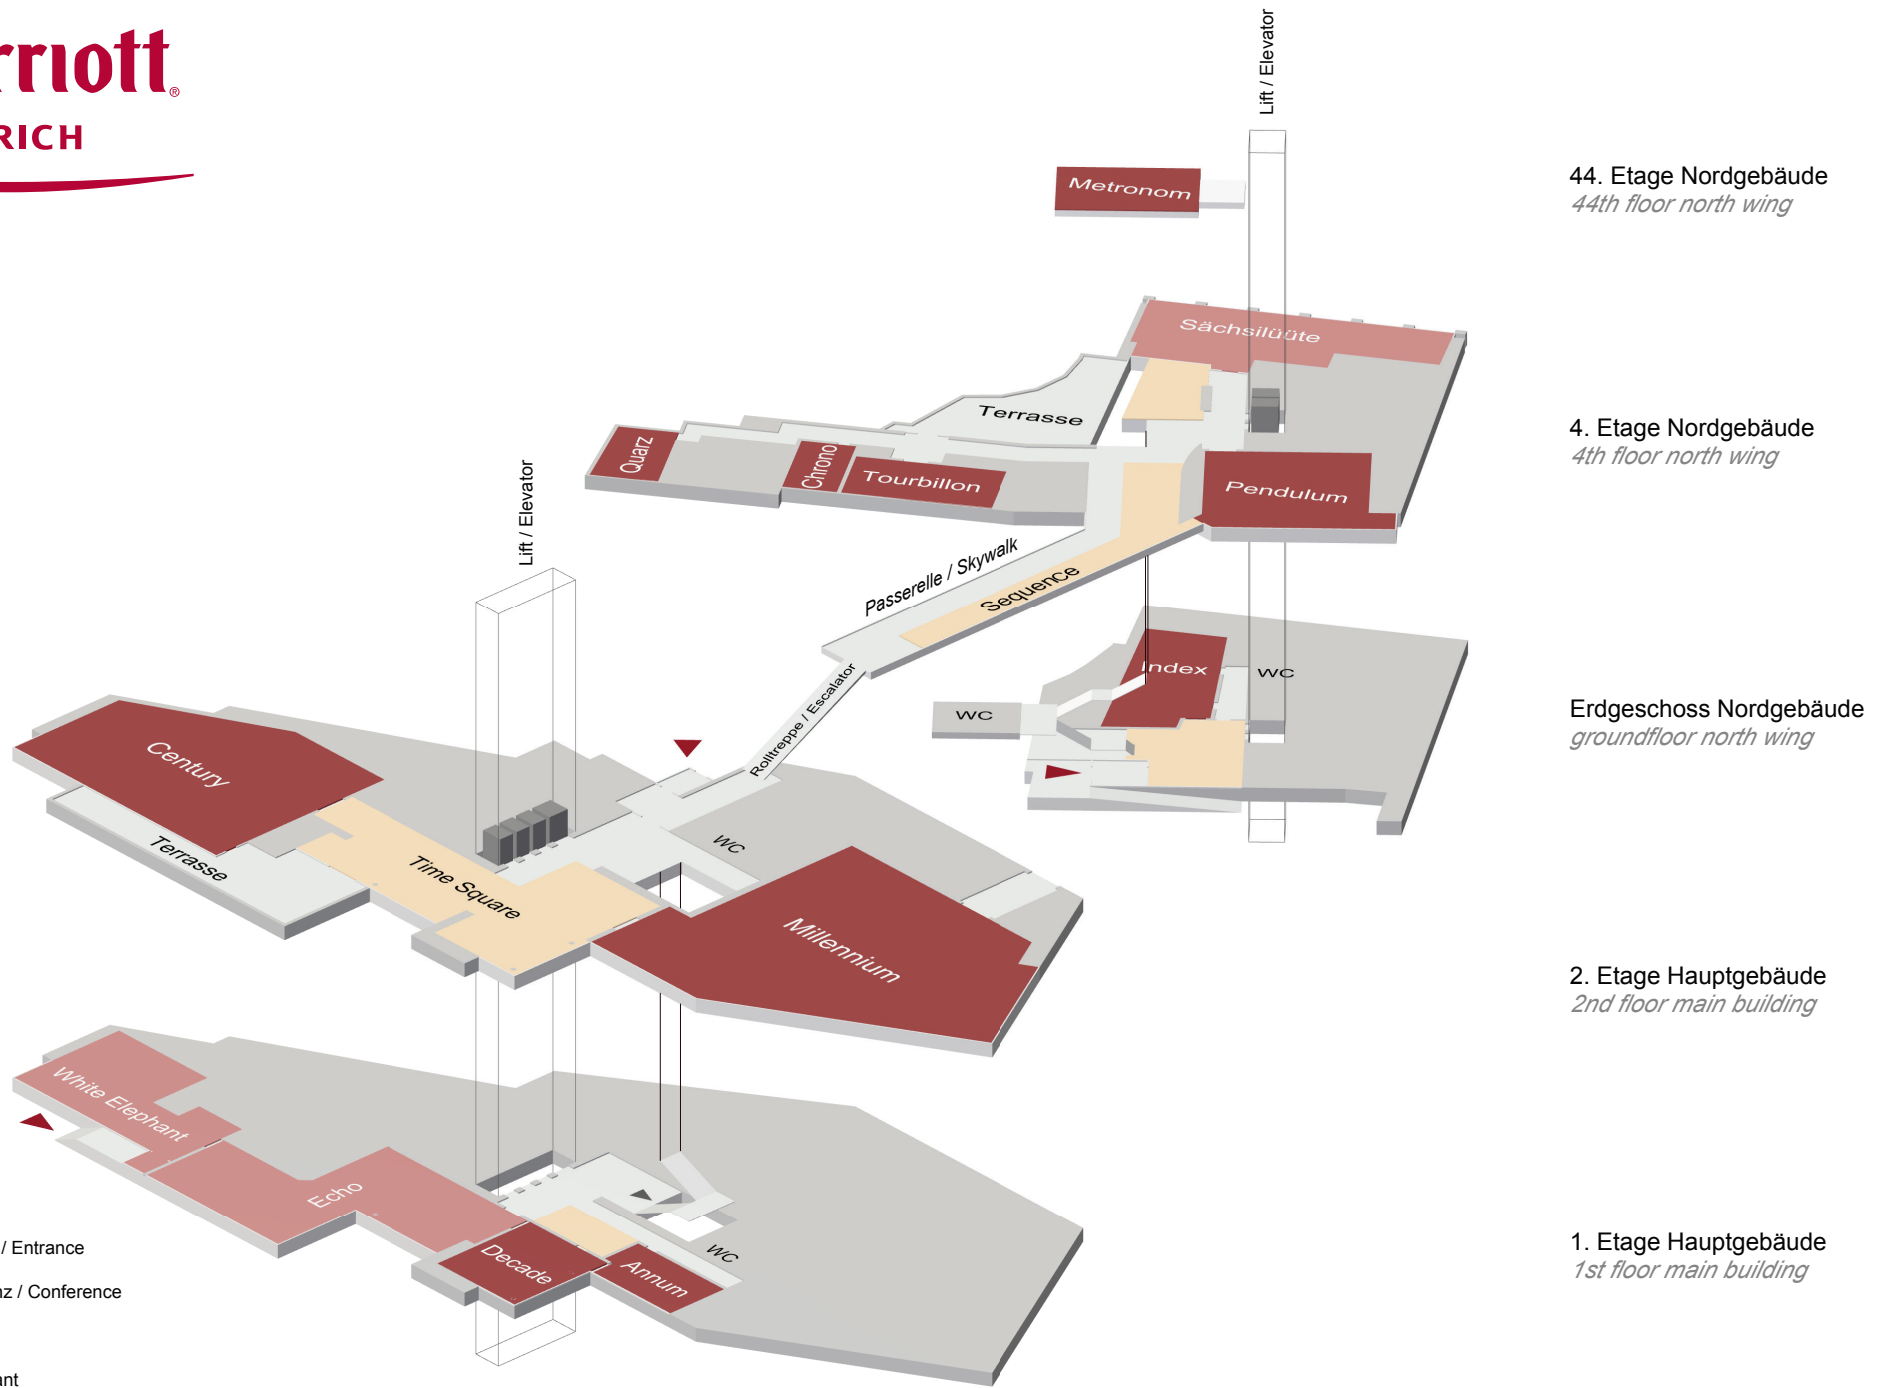 rriott®
RICH
Lift / Elevator
Metronom
44. Etage Nordgebäude
44th floor north wing
Sächsilüüte
Terrasse
Quarz
Chrono
Tourbillon
Pendulum
4. Etage Nordgebäude
4th floor north wing
Lift / Elevator
Passerelle / Skywalk
Sequence
Rolltreppe / Escalator
Index
WC
WC
Erdgeschoss Nordgebäude
groundfloor north wing
Century
Terrasse
Time Square
WC
Millennium
2. Etage Hauptgebäude
2nd floor main building
White Elephant
Echo
Decade
Annum
WC
1. Etage Hauptgebäude
1st floor main building
/ Entrance
nz / Conference
ant